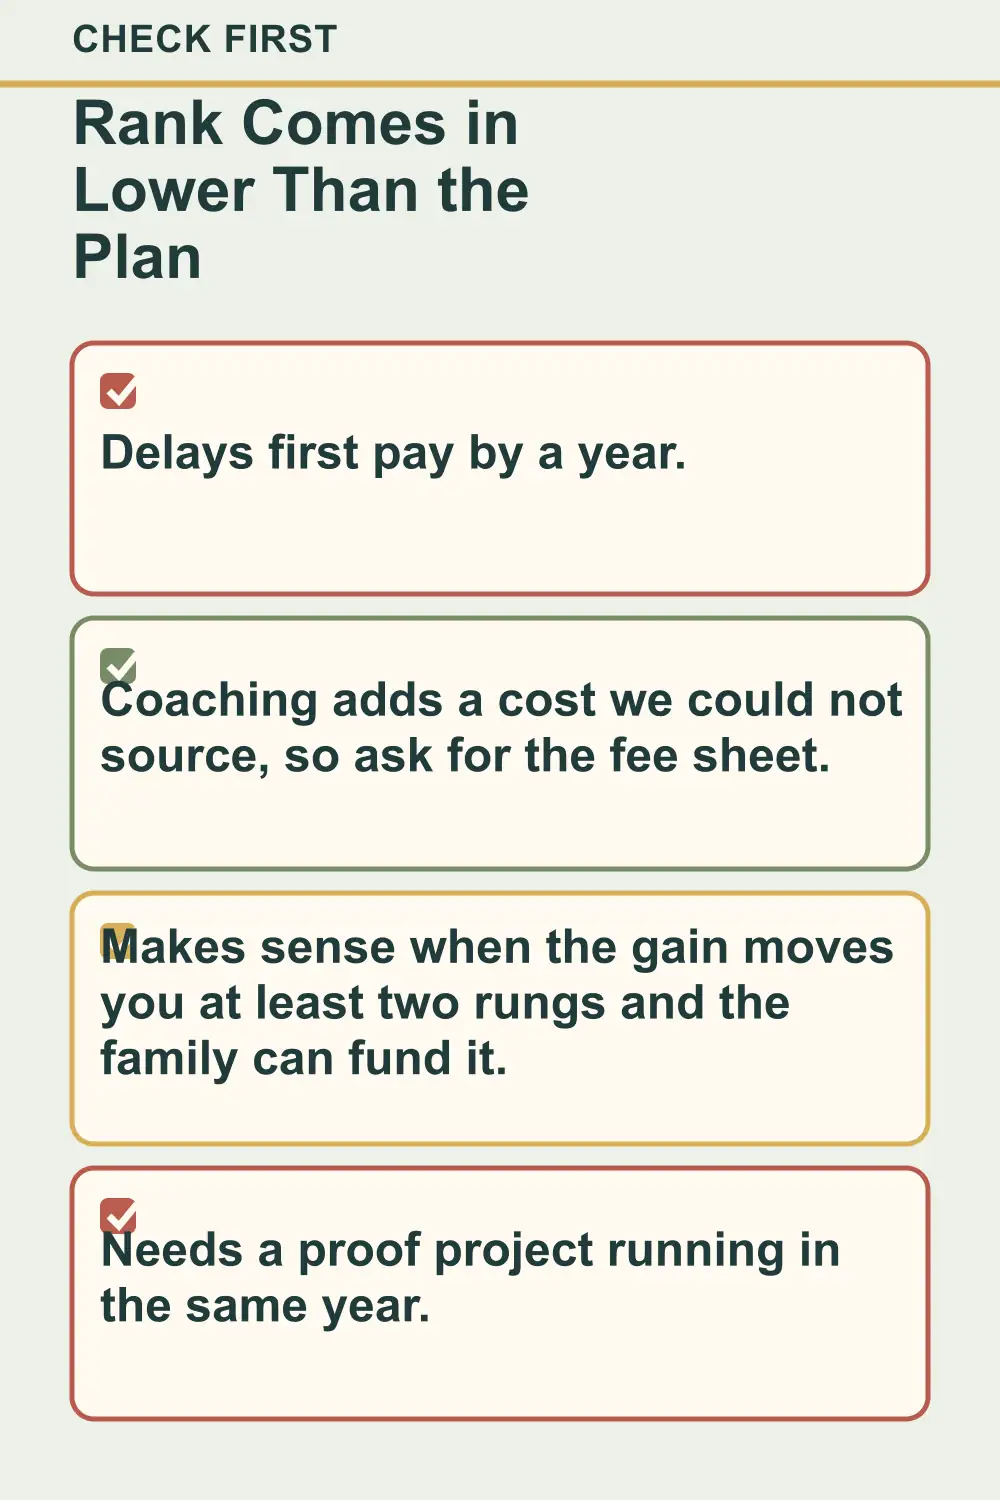 CHECK FIRST
Rank Comes in
Lower Than the
Plan
Delays first pay by a year.
Coaching adds a cost we could not
source, so ask for the fee sheet.
Makes sense when the gain moves
you at least two rungs and the
family can fund it.
Needs a proof project running in
the same year.